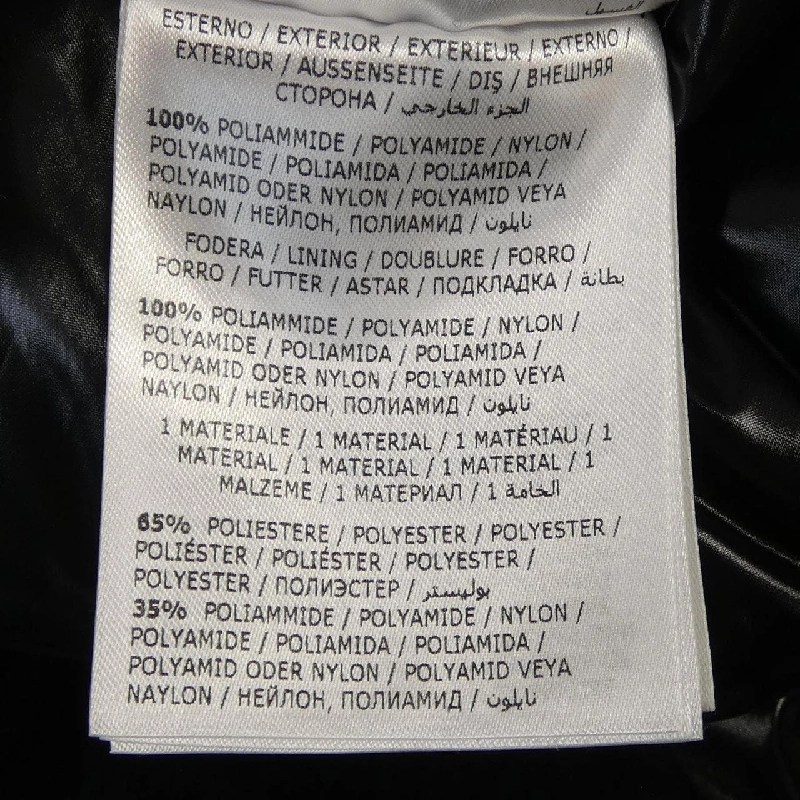 ESTERNO / EXTERIOR / EXTERIEUR / EXTERNO /
EXTERIOR / AUSSENSEITE / DIŞ / ВНЕШНЯЯ
СТОРОНА / الجزء الخارجي
100% POLIAMMIDE / POLYAMIDE / NYLON /
POLYAMIDE / POLIAMIDA / POLIAMIDA /
POLYAMID ODER NYLON / POLYAMID VEYA
NAYLON / НЕЙЛОН, ПОЛИАМИД / نايلون
FODERA / LINING / DOUBLURE / FORRO /
FORRO / FUTTER / ASTAR / ПОДКЛАДКА / بطانة
100% POLIAMMIDE / POLYAMIDE / NYLON /
POLYAMIDE / POLIAMIDA / POLIAMIDA /
POLYAMID ODER NYLON / POLYAMID VEYA
NAYLON / НЕЙЛОН, ПОЛИАМИД / نايلون
1 MATERIALE / 1 MATERIAL / 1 MATÉRIAU / 1
MATERIAL / 1 MATERIAL / 1 MATERIAL / 1
MALZEME / 1 МАТЕРИАЛ / 1 الخامة
65% POLIESTERE / POLYESTER / POLYESTER /
POLIÉSTER / POLIÉSTER / POLYESTER /
POLYESTER / ПОЛИЭСТЕР / بوليستر
35% POLIAMMIDE / POLYAMIDE / NYLON /
POLYAMIDE / POLIAMIDA / POLIAMIDA /
POLYAMID ODER NYLON / POLYAMID VEYA
NAYLON / НЕЙЛОН, ПОЛИАМИД / نايلون